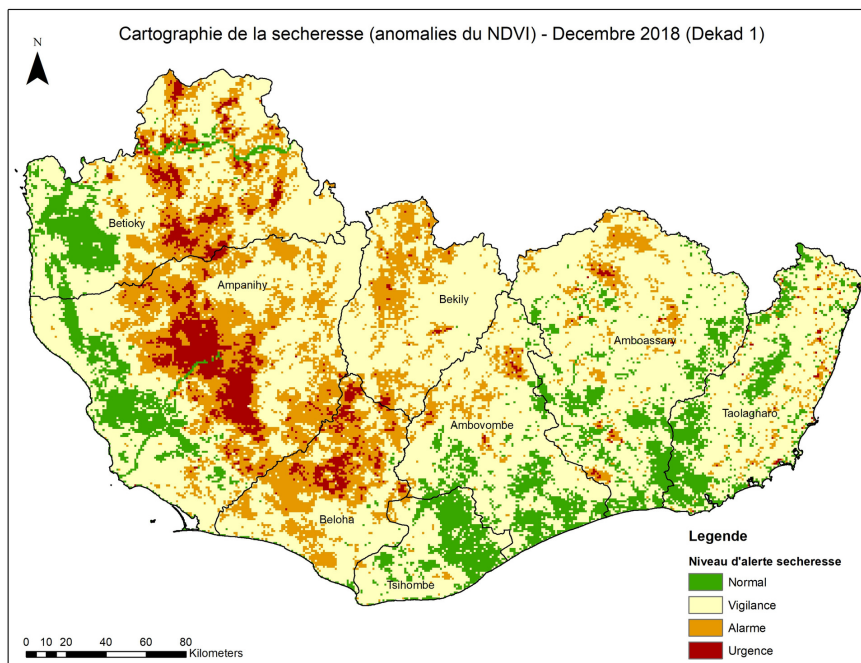 Cartographie de la secheresse (anomalies du NDVI) - Decembre 2018 (Dekad 1)
N
Betioky
Ampanihy
Bekily
Amboassary
Taolagnaro
Ambovombe
Beloha
Tsihombe
Legende
Niveau d'alerte secheresse
Normal
Vigilance
Alarme
Urgence
0 5 10 20 40 60 80
Kilometers